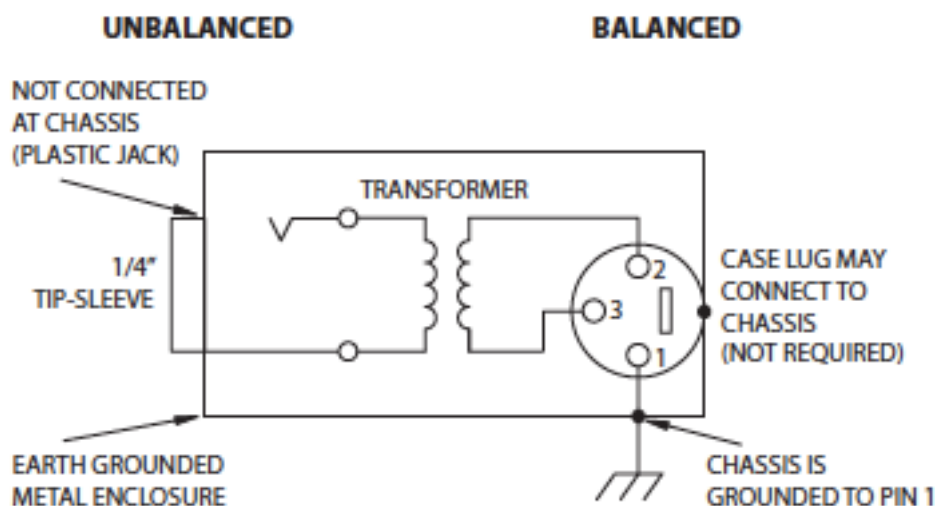 UNBALANCED
BALANCED
NOT CONNECTED
AT CHASSIS
(PLASTIC JACK)
TRANSFORMER
1/4"
TIP-SLEEVE
2
3
1
CASE LUG MAY
CONNECT TO
CHASSIS
(NOT REQUIRED)
EARTH GROUNDED
METAL ENCLOSURE
CHASSIS IS
GROUNDED TO PIN 1